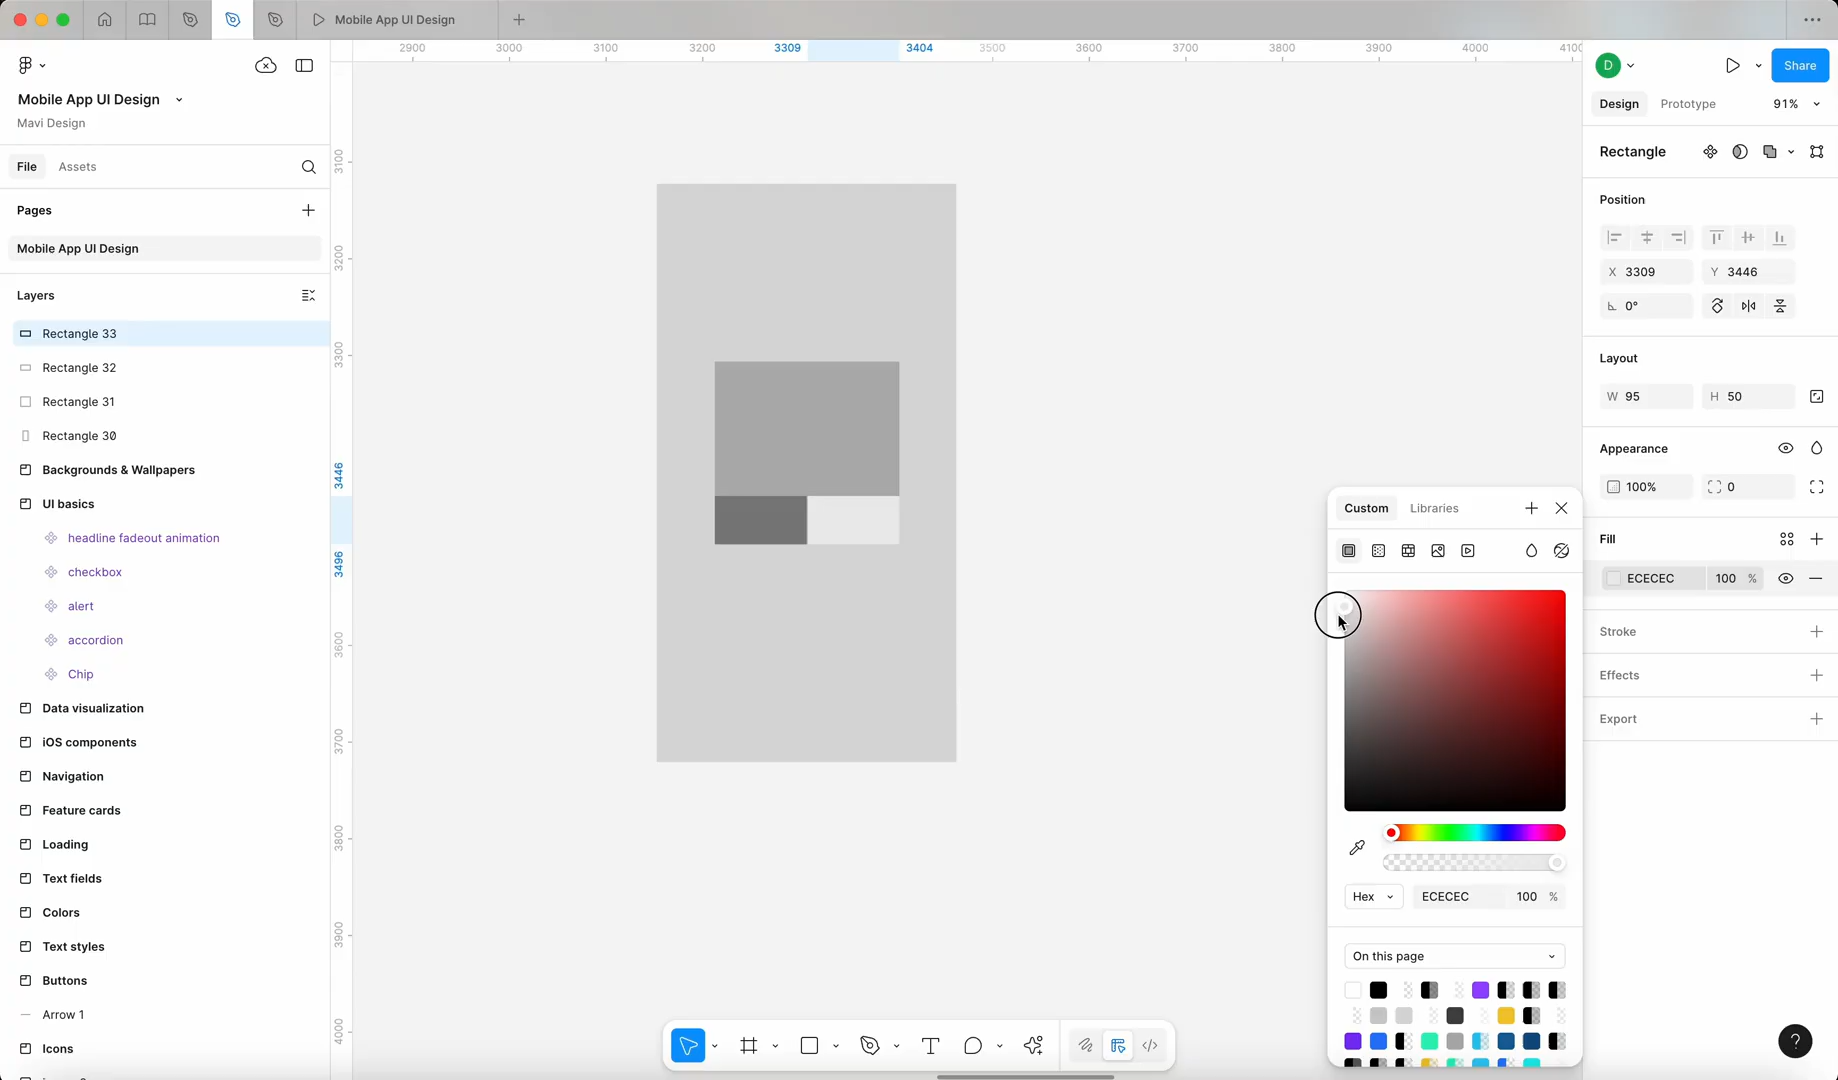 Mobile App UI Design
2900
3000
3100
3200
3309
3404
3500
3600
3700
3800
3900
4000
4100
D
Share
Mobile App UI Design
Mavi Design
Design
Prototype
91%
File
Assets
Rectangle
Pages
Position
Mobile App UI Design
X 3309
Y 3446
Layers
0°
Rectangle 33
Rectangle 32
Rectangle 31
Rectangle 30
Backgrounds & Wallpapers
UI basics
headline fadeout animation
checkbox
alert
accordion
Chip
Data visualization
iOS components
Navigation
Feature cards
Loading
Text fields
Colors
Text styles
Buttons
Arrow 1
Icons
3100
3200
3300
3446
3496
3600
3700
3800
3900
4000
Layout
W 95
H 50
Appearance
100%
0
Fill
ECECEC 100 %
Stroke
Effects
Export
Custom
Libraries
Hex ECECEC 100 %
On this page
T
?